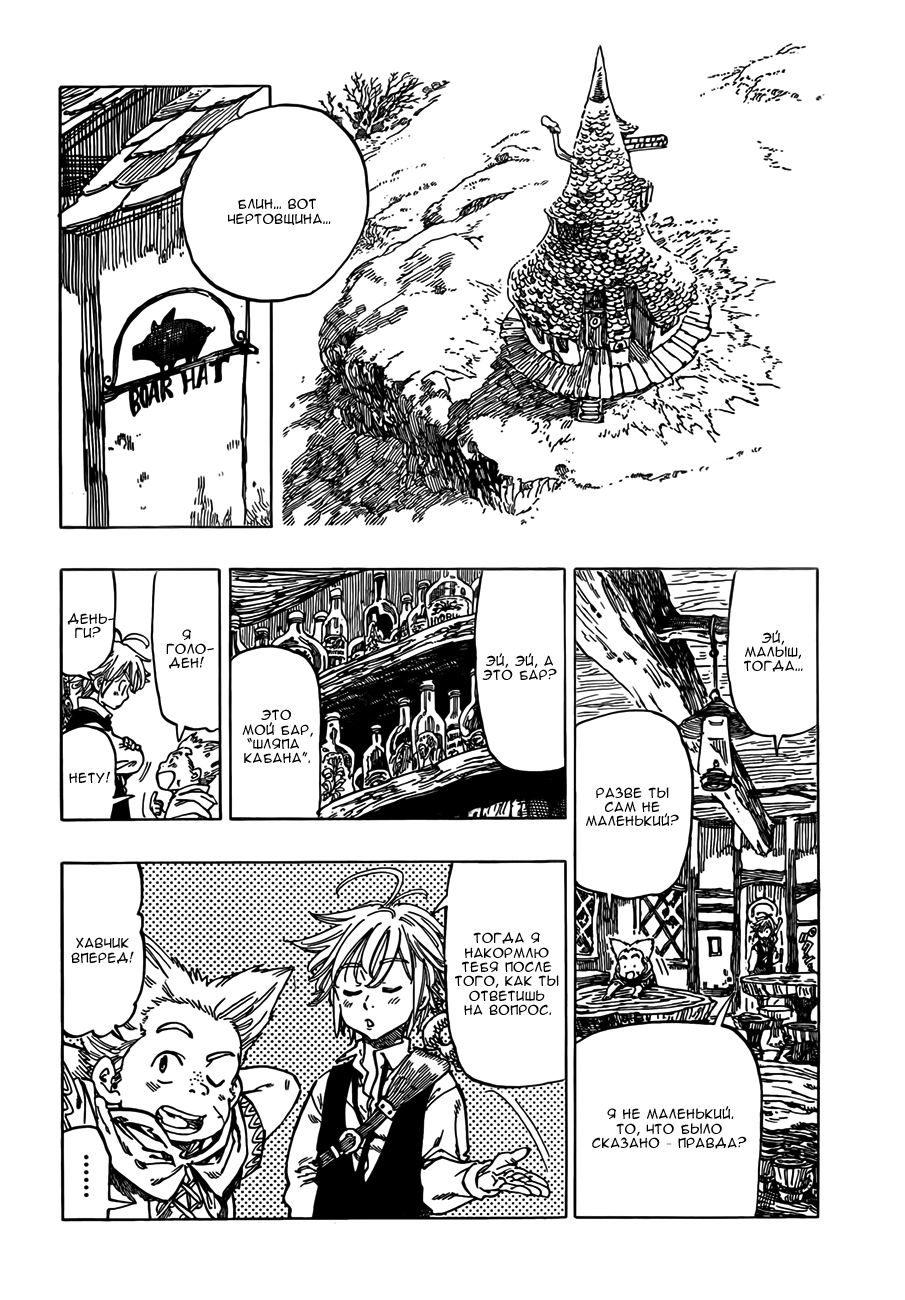 БЛИН... ВОТ
ЧЕРТОВЩИНА...
BOAR HAT
ЭЙ,
МАЛЫШ,
ТОГДА...
РАЗВЕ ТЫ
САМ НЕ
МАЛЕНЬКИЙ?
Я НЕ МАЛЕНЬКИЙ.
ТО, ЧТО БЫЛО
СКАЗАНО - ПРАВДА?
ЭЙ, ЭЙ, А
ЭТО БАР?
ЭТО
МОЙ БАР,
"ШЛЯПА
КАБАНА".
Я
ГОЛО-
ДЕН!
ДЕНЬ-
ГИ?
НЕТУ!
ТОГДА Я
НАКОРМЛЮ
ТЕБЯ ПОСЛЕ
ТОГО, КАК ТЫ
ОТВЕТИШЬ
НА ВОПРОС.
ХАВЧИК
ВПЕРЕД!
......